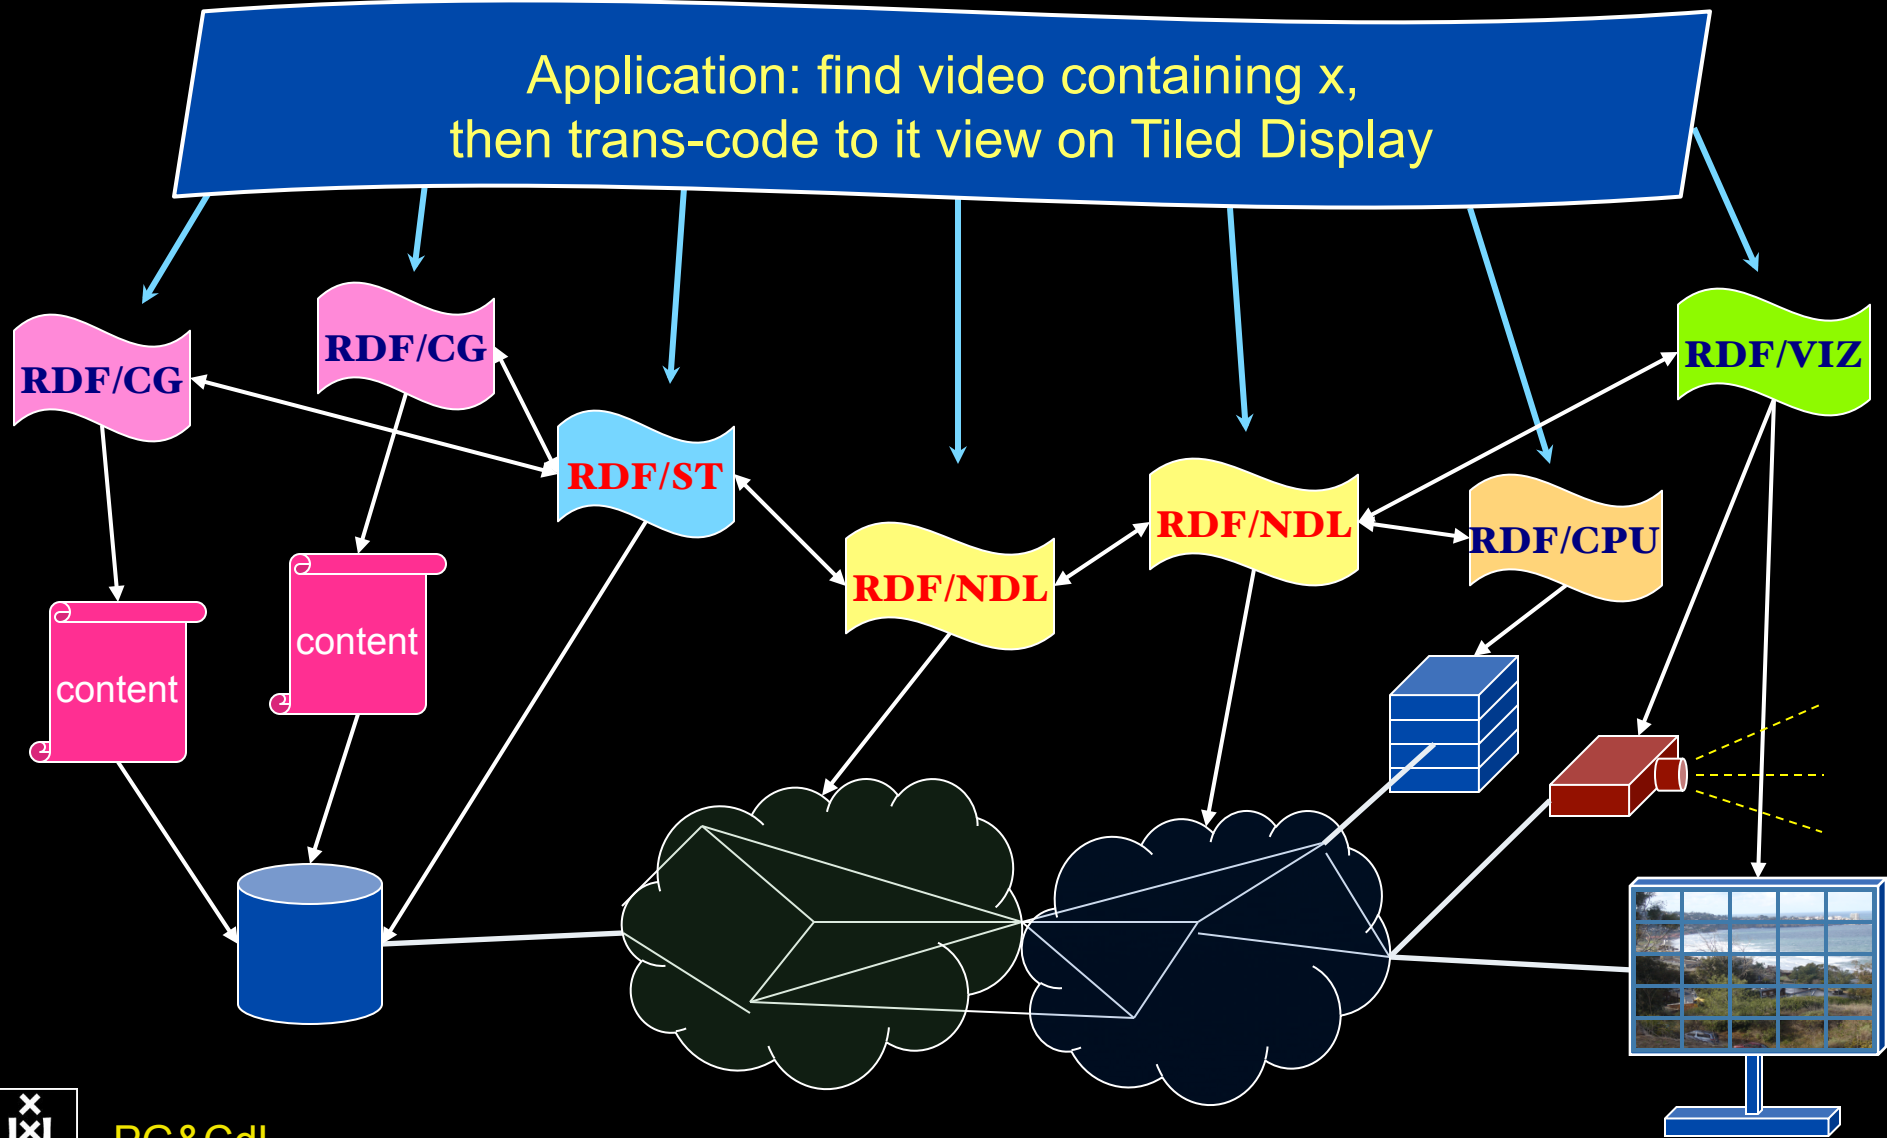 Application: find video containing x,
then trans-code to it view on Tiled Display
RDF/CG
RDF/CG
RDF/VIZ
RDF/ST
RDF/NDL
RDF/CPU
RDF/NDL
content
content